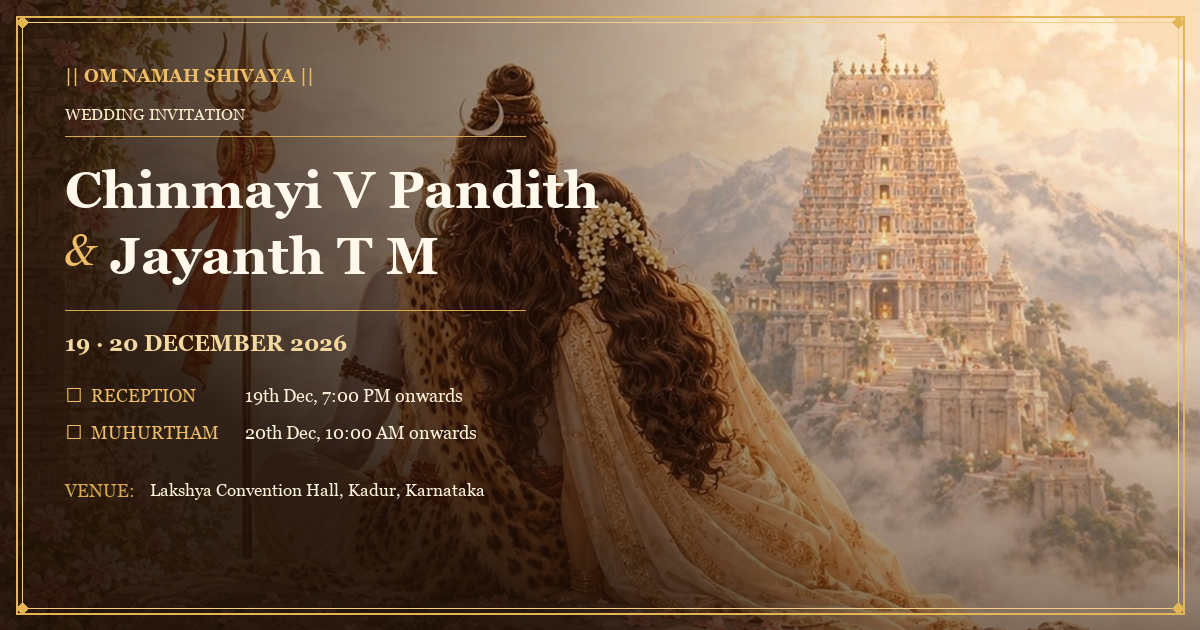 || OM NAMAH SHIVAYA ||
WEDDING INVITATION
Chinmayi V Pandith
& Jayanth T M
19 · 20 DECEMBER 2026
☐ RECEPTION 19th Dec, 7:00 PM onwards
☐ MUHURTHAM 20th Dec, 10:00 AM onwards
VENUE: Lakshya Convention Hall, Kadur, Karnataka